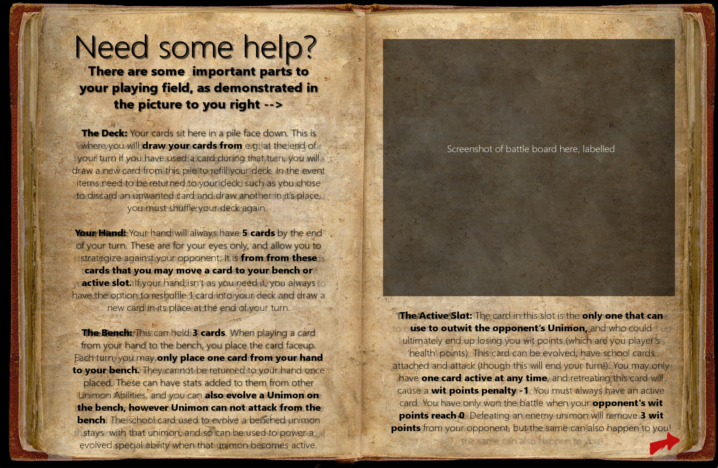 Need some help?
There are some important parts to
your playing field, as demonstrated in
the picture to you right -->
The Deck: Your cards sit here in a pile face down. This is
where you will draw your cards from e.g. at the end of
your turn if you have used a card during that turn, you will
draw a new card from this pile to refill your deck. In the event
items need to be returned to your deck, such as you chose
to discard an unwanted card and draw another in it's place,
you must shuffle your deck again.
Your Hand: Your hand will always have 5 cards by the end
of your turn. These are for your eyes only, and allow you to
strategize against your opponent. It is from from these
cards that you may move a card to your bench or
active slot. If your hand isn't as you need it, you always
have the option to reshuffle 1 card into your deck and draw a
new card in its place at the end of your turn.
The Bench: This can hold 3 cards. When playing a card
from your hand to the bench, you place the card faceup.
Each turn, you may only place one card from your hand
to your bench. They cannot be returned to your hand once
placed. These can have stats added to them from other
Unimon Abilities, and you can also evolve a Unimon on
the bench, however Unimon can not attack from the
bench. The school card used to evolve a benched unimon
stays with that unimon, and so can be used to power a
evolved special ability when that unimon becomes active.
Screenshot of battle board here, labelled
The Active Slot: The card in this slot is the only one that can
use to outwit the opponent's Unimon, and who could
ultimately end up losing you wit points (which are you player's
health points). This card can be evolved, have school cards
attached and attack (though this will end your turn). You may only
have one card active at any time, and retreating this card will
cause a wit points penalty -1. You must always have an active
card. You have only won the battle when your opponent's wit
points reach 0. Defeating an enemy unimon will remove 3 wit
points from your opponent, but the same can also happen to you!